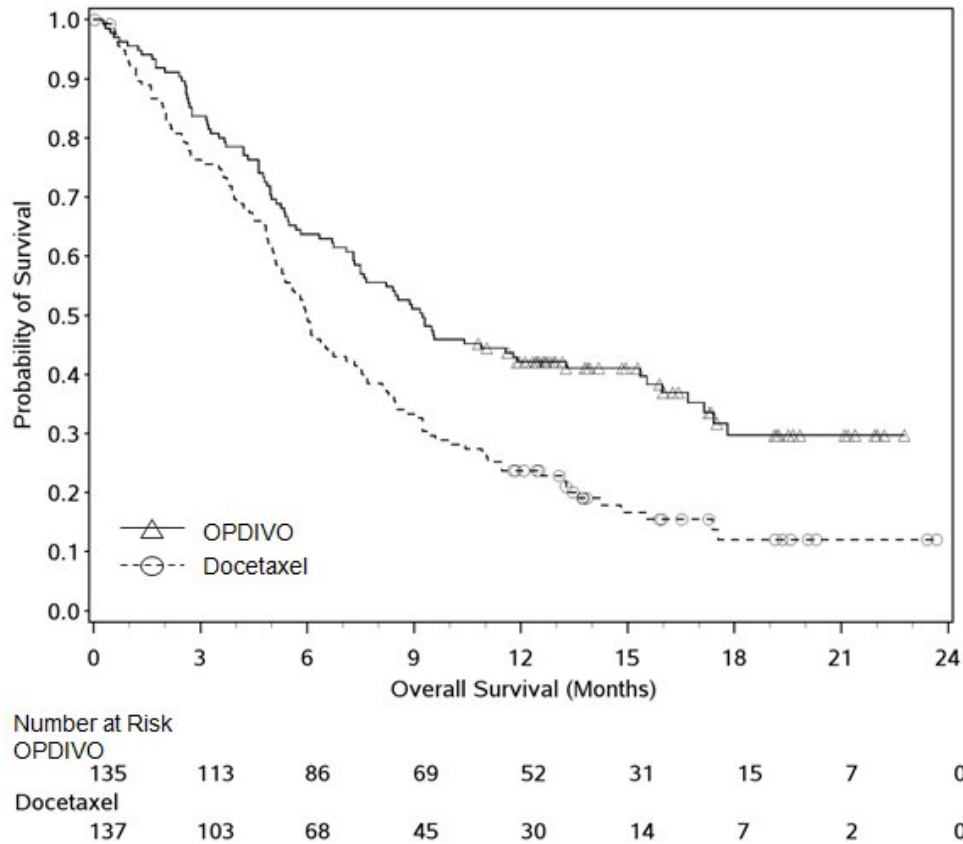 1.0
0.9
0.8
0.7
0.6
0.5
0.4
0.3
0.2
0.1
0.0
Probability of Survival
OPDIVO
Docetaxel
0 3 6 9 12 15 18 21 24
Overall Survival (Months)
Number at Risk
OPDIVO
135 113 86 69 52 31 15 7 0
Docetaxel
137 103 68 45 30 14 7 2 0